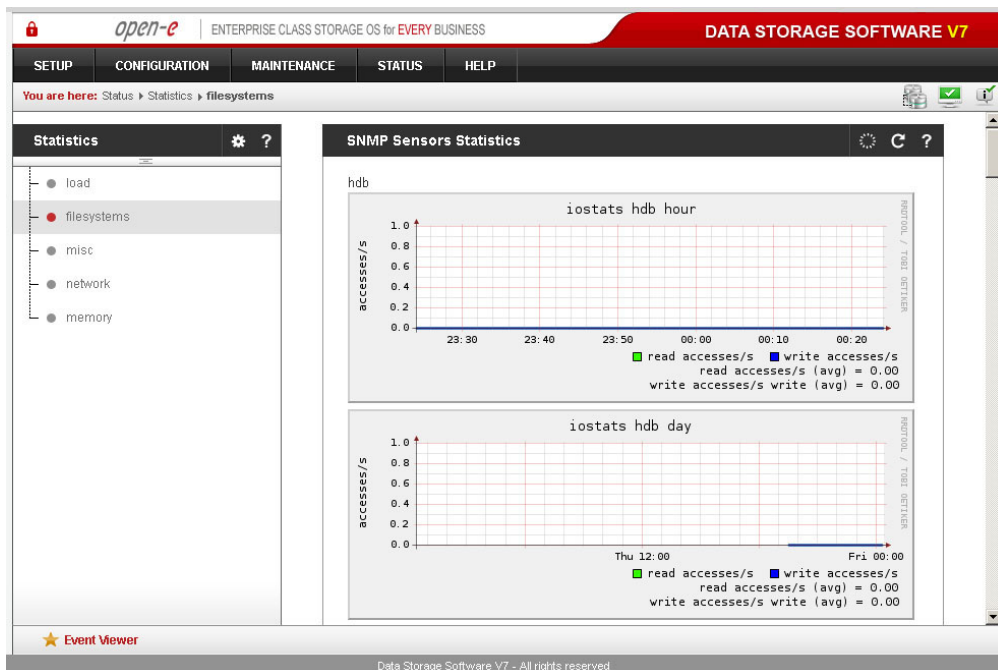 open-e ENTERPRISE CLASS STORAGE OS for EVERY BUSINESS DATA STORAGE SOFTWARE V7
SETUP CONFIGURATION MAINTENANCE STATUS HELP
You are here: Status Statistics filesystems
Statistics ?
load
filesystems
misc
network
memory
SNMP Sensors Statistics ?
hdb
iostats hdb hour
RRDTOOL / TOBI OETIKER
accesses/s
1.0
0.8
0.6
0.4
0.2
0.0
23:30 23:40 23:50 00:00 00:10 00:20
read accesses/s write accesses/s
read accesses/s (avg) = 0.00
write accesses/s write (avg) = 0.00
iostats hdb day
RRDTOOL / TOBI OETIKER
accesses/s
1.0
0.8
0.6
0.4
0.2
0.0
Thu 12:00 Fri 00:00
read accesses/s write accesses/s
read accesses/s (avg) = 0.00
write accesses/s write (avg) = 0.00
Event Viewer
Data Storage Software V7 - All rights reserved